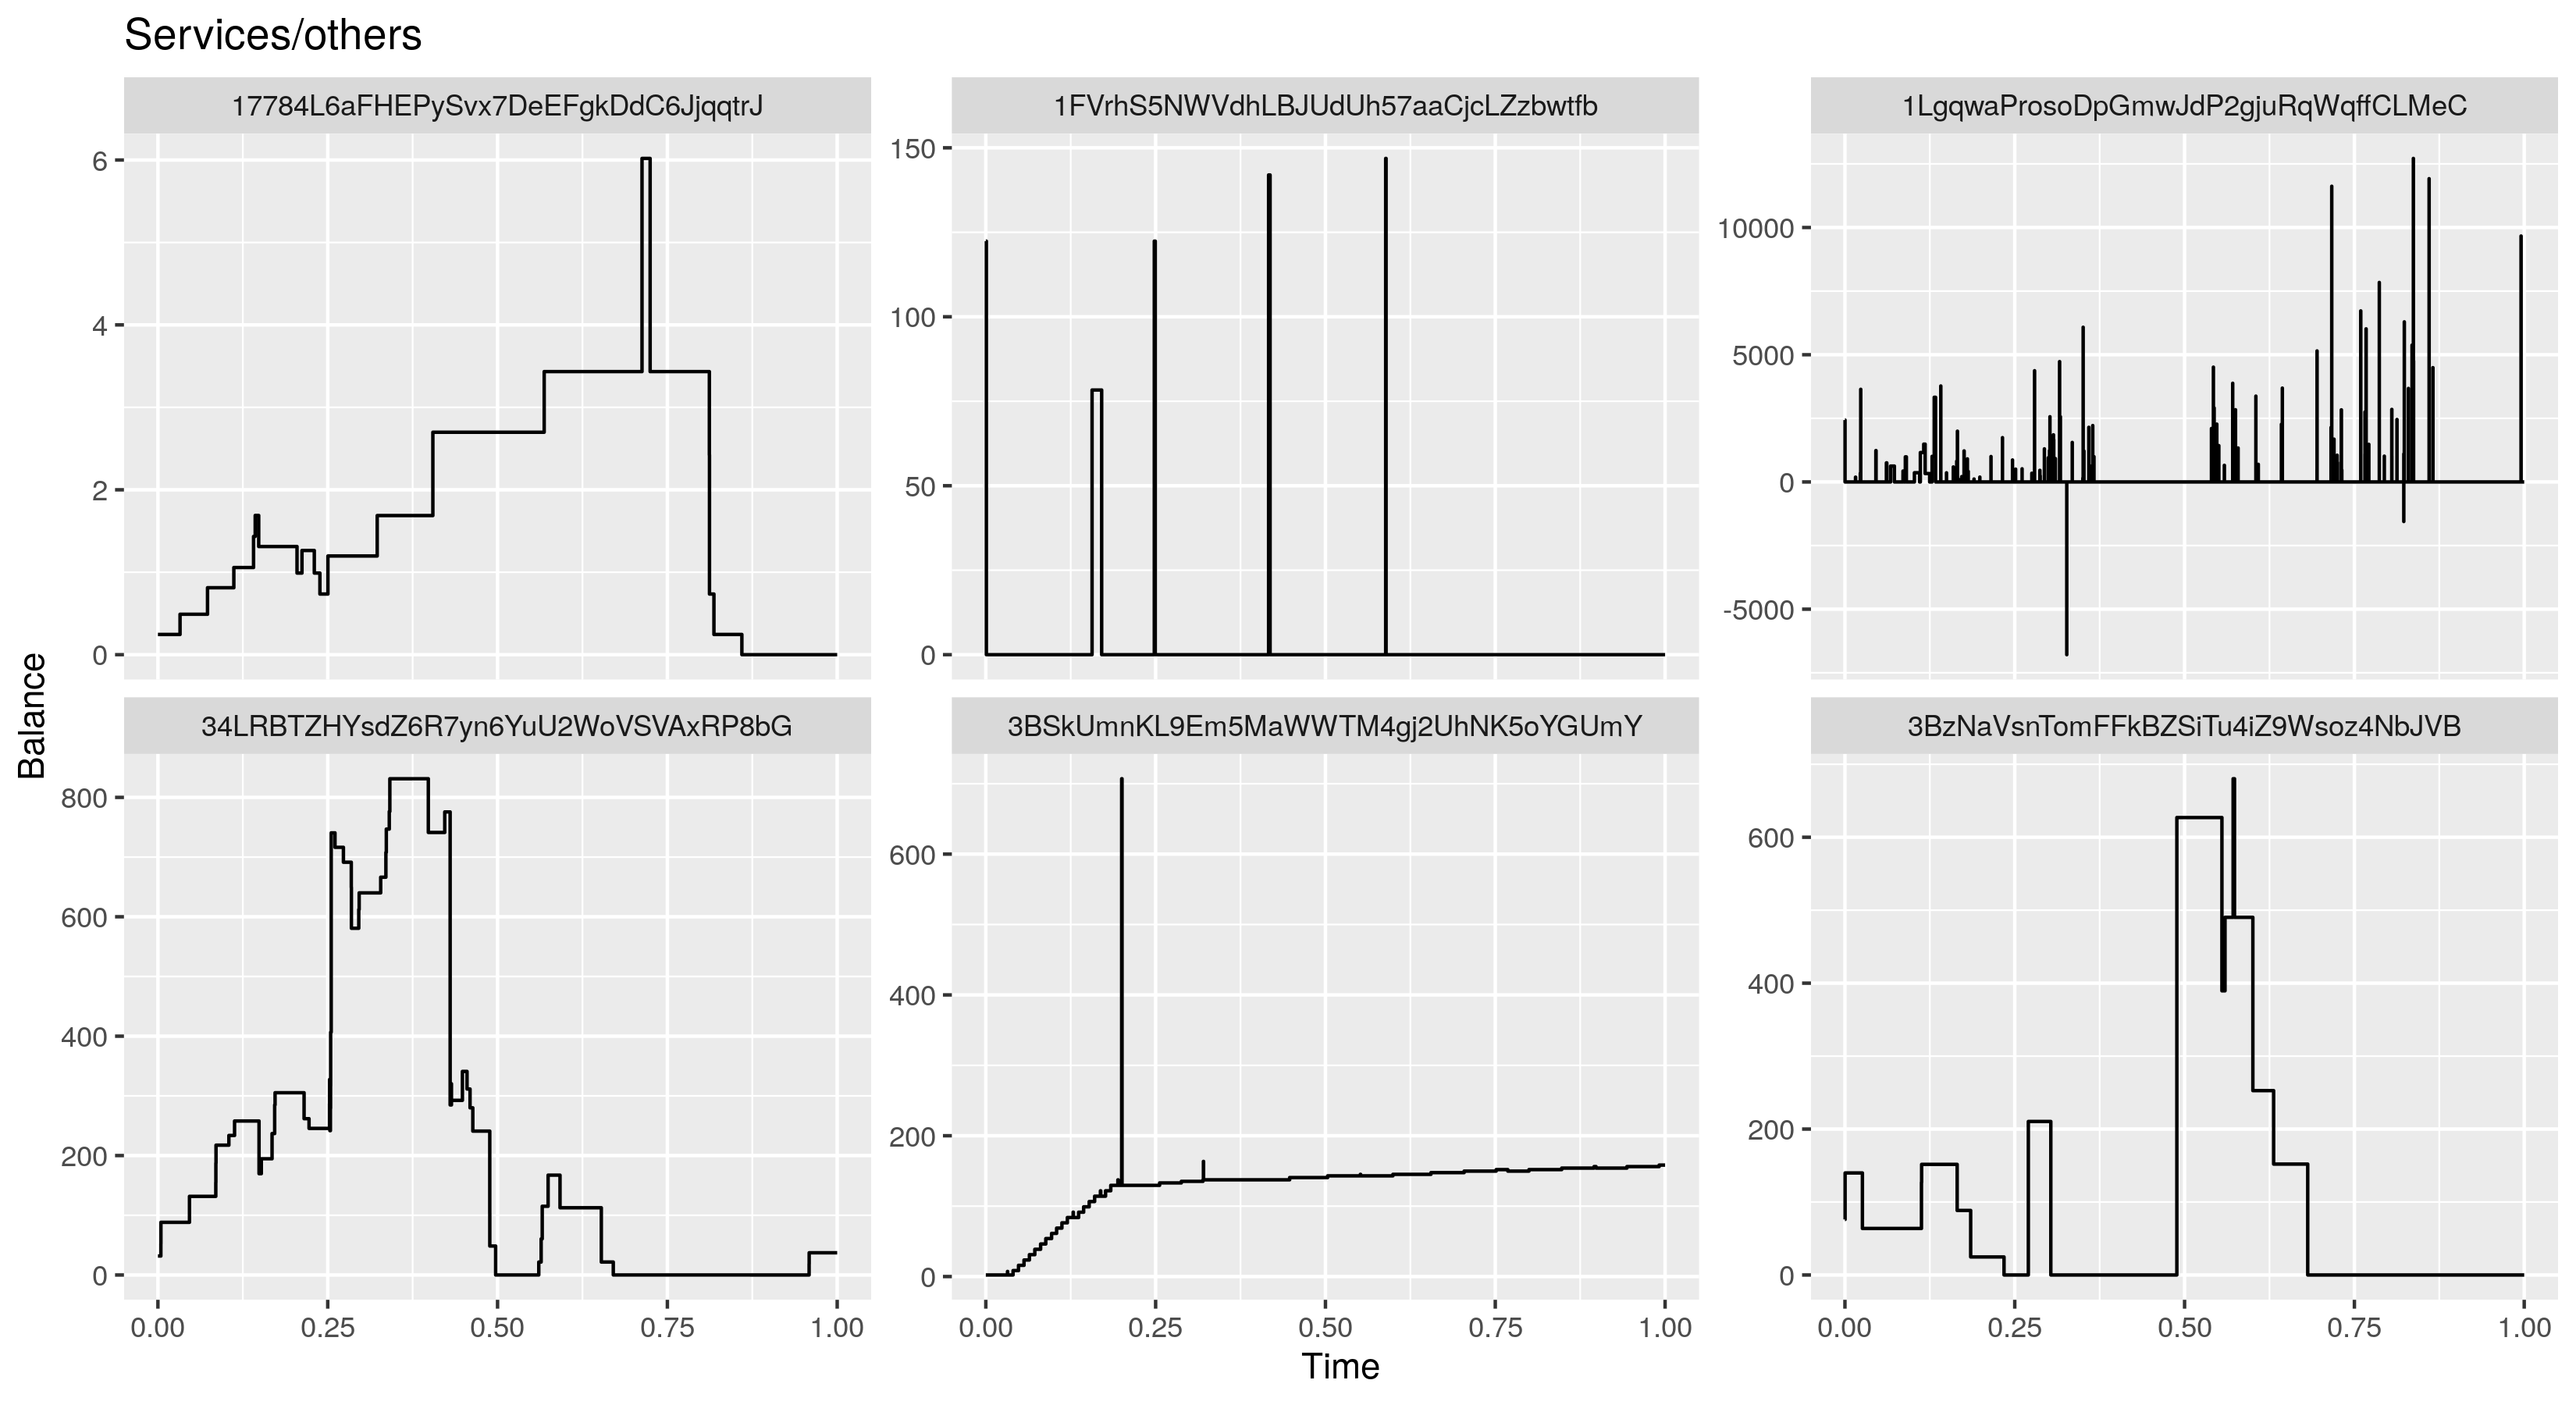 Services/others
17784L6aFHEPySvx7DeEFgkDdC6JjqqtrJ
1FVrhS5NWVdhLBJUdUh57aaCjcLZzbwtfb
1LgqwaProsoDpGmwJdP2gjuRqWqffCLMeC
6
4
2
0
150
100
50
0
10000
5000
0
-5000
Balance
34LRBTZHYsdZ6R7yn6YuU2WoVSVAxRP8bG
3BSkUmnKL9Em5MaWWTM4gj2UhNK5oYGUmY
3BzNaVsnTomFFkBZSiTu4iZ9Wsoz4NbJVB
800
600
400
200
0
600
400
200
0
600
400
200
0
0.00 0.25 0.50 0.75 1.00
0.00 0.25 0.50 0.75 1.00
0.00 0.25 0.50 0.75 1.00
Time